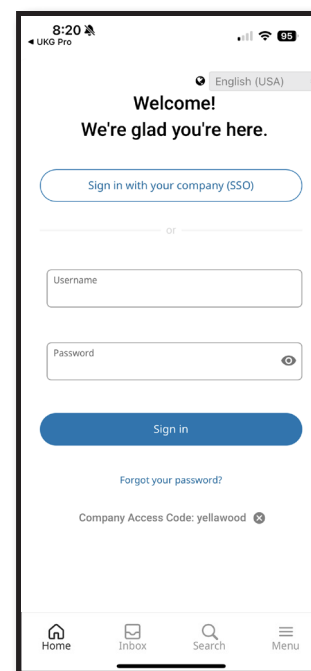 8:20
95
◀ UKG Pro
English (USA)
Welcome!
We're glad you're here.
Sign in with your company (SSO)
or
Username
Password
Sign in
Forgot your password?
Company Access Code: yellawood
Home
Inbox
Search
Menu